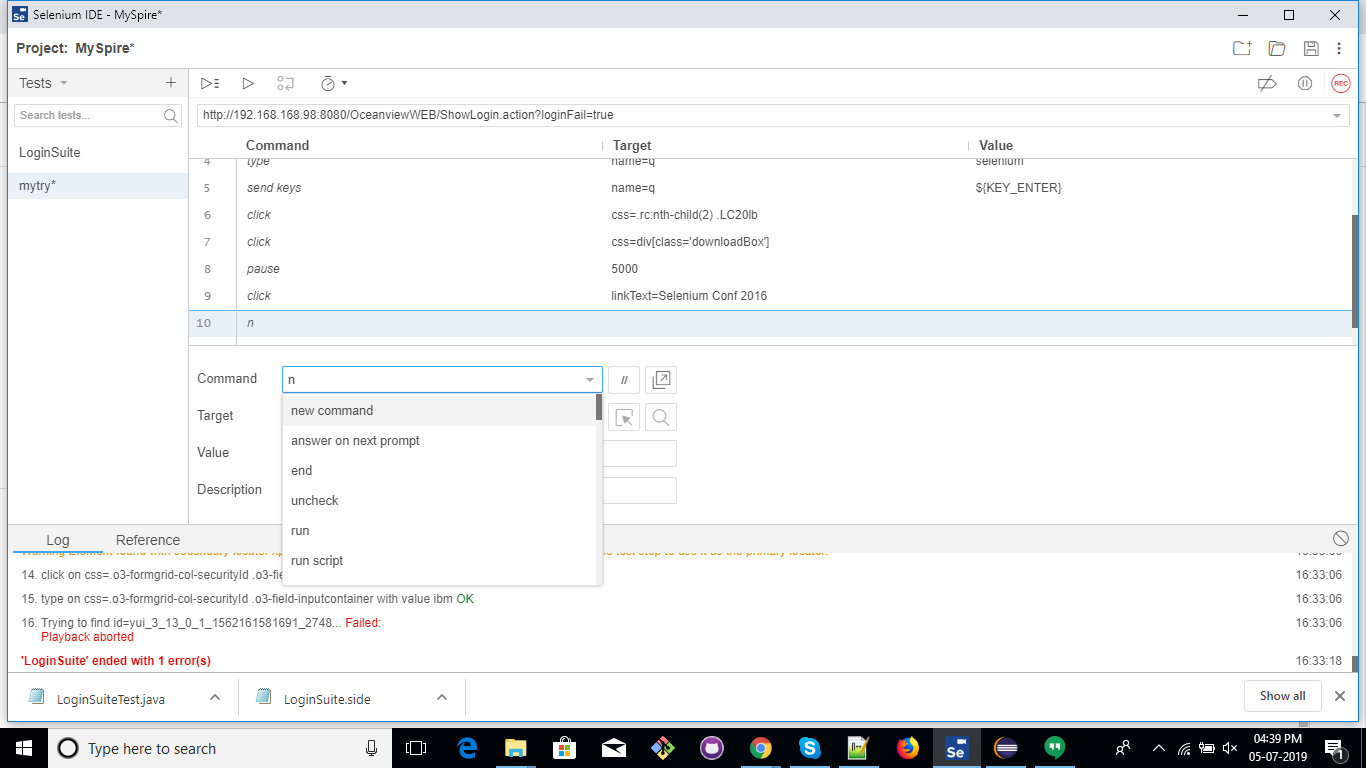 Selenium IDE - MySpire*
Project: MySpire*
Tests
Search tests...
LoginSuite
mytry*
REC
http://192.168.168.98:8080/OceanviewWEB/ShowLogin.action?loginFail=true
Command Target Value
4 type name=q selenium
5 send keys name=q ${KEY_ENTER}
6 click css=.rc:nth-child(2) .LC20lb
7 click css=div[class='downloadBox']
8 pause 5000
9 click linkText=Selenium Conf 2016
10 n
Command n //
Target
Value
Description
new command
answer on next prompt
end
uncheck
run
run script
Log Reference
14. click on css=.o3-formgrid-col-securityId .o3-fie 16:33:06
15. type on css=.o3-formgrid-col-securityId .o3-field-inputcontainer with value ibm OK 16:33:06
16. Trying to find id=yui_3_13_0_1_1562161581691_2748... Failed: 16:33:06
Playback aborted
'LoginSuite' ended with 1 error(s) 16:33:18
LoginSuiteTest.java LoginSuite.side Show all
Type here to search
Se
04:39 PM
05-07-2019
1